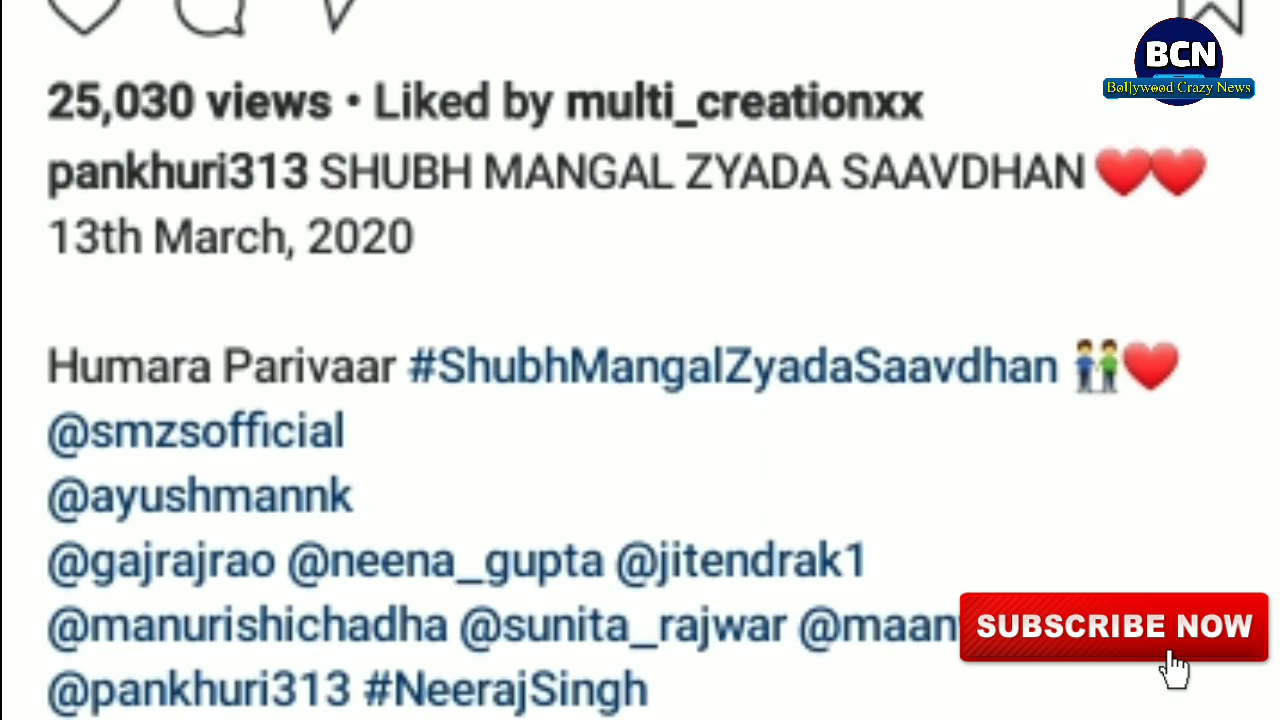 BCN
Bollywood Crazy News
25,030 views • Liked by multi_creationxx
pankhuri313 SHUBH MANGAL ZYADA SAAVDHAN ❤️❤️
13th March, 2020
Humara Parivaar #ShubhMangalZyadaSaavdhan 👬❤️
@smzsofficial
@ayushmannk
@gajrajrao @neena_gupta @jitendrak1
@manurishichadha @sunita_rajwar @maan
SUBSCRIBE NOW
@pankhuri313 #NeerajSingh